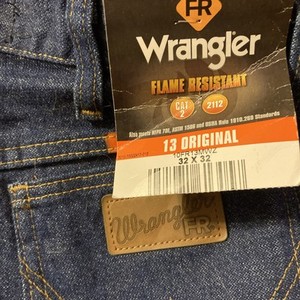 FR
Wrangler
FLAME RESISTANT
CAT 2
2112
Also meets NFPA 70E, ASTM 1506 and OSHA Rule 1910.269 Standards
13 ORIGINAL
10FR13MWZ
32 X 32
Wrangler
FR